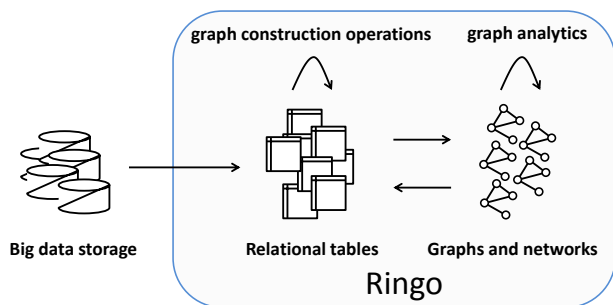 graph construction operations
graph analytics
Big data storage
Relational tables
Graphs and networks
Ringo